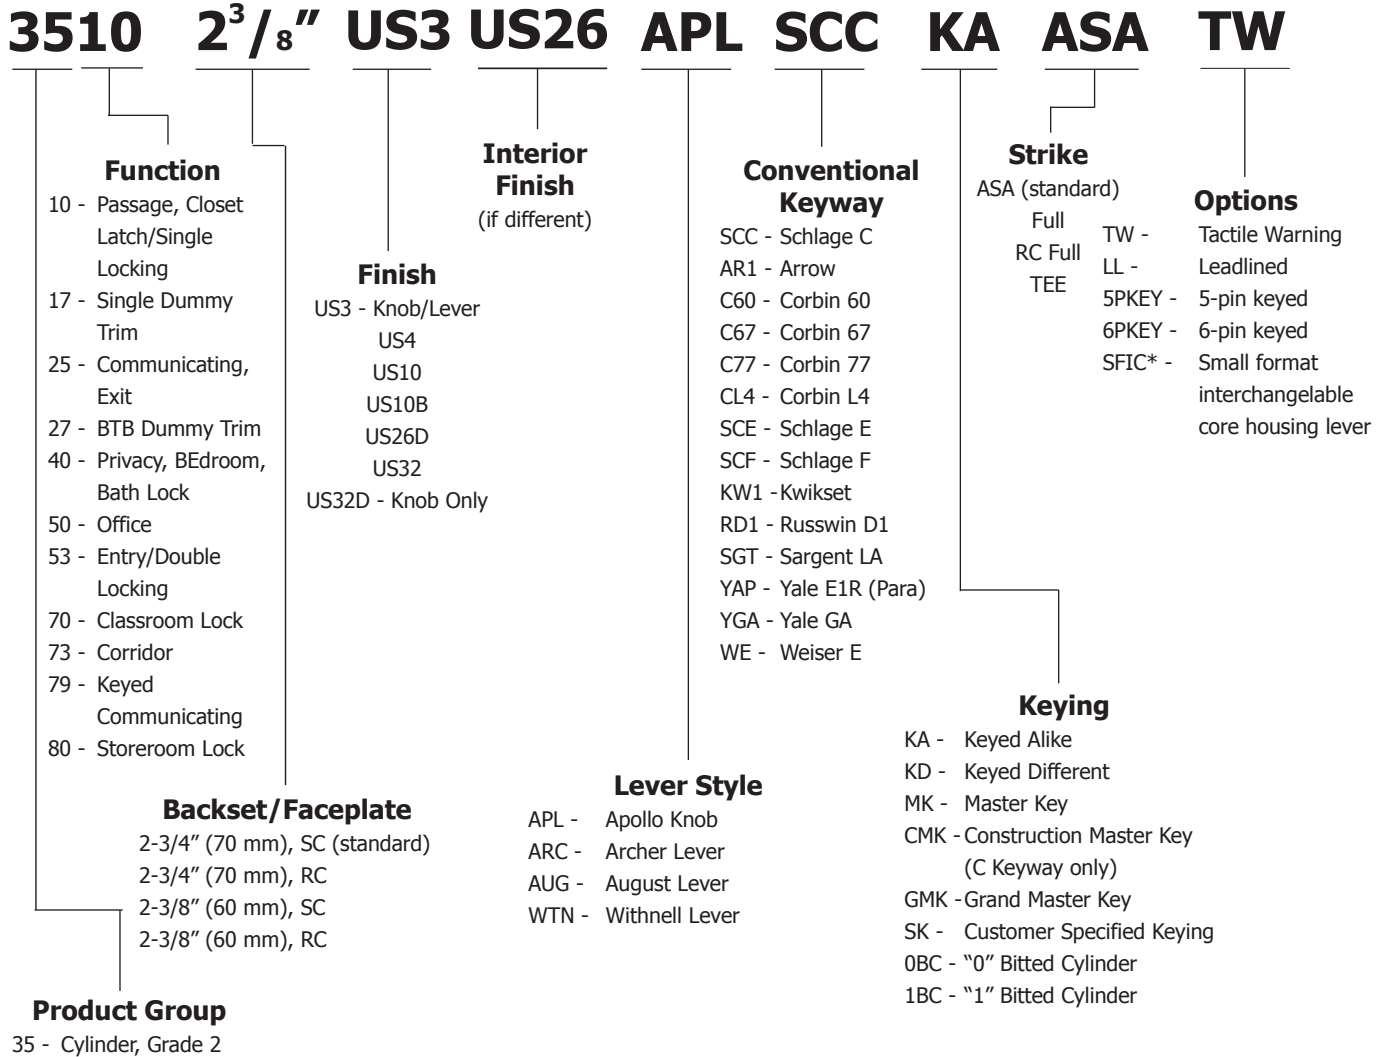 3510 2³/₈″ US3 US26 APL SCC KA ASA TW
Function
10 - Passage, Closet
Latch/Single
Locking
17 - Single Dummy
Trim
25 - Communicating,
Exit
27 - BTB Dummy Trim
40 - Privacy, BEdroom,
Bath Lock
50 - Office
53 - Entry/Double
Locking
70 - Classroom Lock
73 - Corridor
79 - Keyed
Communicating
80 - Storeroom Lock
Backset/Faceplate
2-3/4″ (70 mm), SC (standard)
2-3/4″ (70 mm), RC
2-3/8″ (60 mm), SC
2-3/8″ (60 mm), RC
Product Group
35 - Cylinder, Grade 2
Finish
US3 - Knob/Lever
US4
US10
US10B
US26D
US32
US32D - Knob Only
Interior
Finish
(if different)
Lever Style
APL - Apollo Knob
ARC - Archer Lever
AUG - August Lever
WTN - Withnell Lever
Conventional
Keyway
SCC - Schlage C
AR1 - Arrow
C60 - Corbin 60
C67 - Corbin 67
C77 - Corbin 77
CL4 - Corbin L4
SCE - Schlage E
SCF - Schlage F
KW1 - Kwikset
RD1 - Russwin D1
SGT - Sargent LA
YAP - Yale E1R (Para)
YGA - Yale GA
WE - Weiser E
Keying
KA - Keyed Alike
KD - Keyed Different
MK - Master Key
CMK - Construction Master Key
(C Keyway only)
GMK - Grand Master Key
SK - Customer Specified Keying
0BC - “0” Bitted Cylinder
1BC - “1” Bitted Cylinder
Strike
ASA (standard)
Full
RC Full
TEE
Options
TW - Tactile Warning
LL - Leadlined
5PKEY - 5-pin keyed
6PKEY - 6-pin keyed
SFIC* - Small format
interchangelable
core housing lever